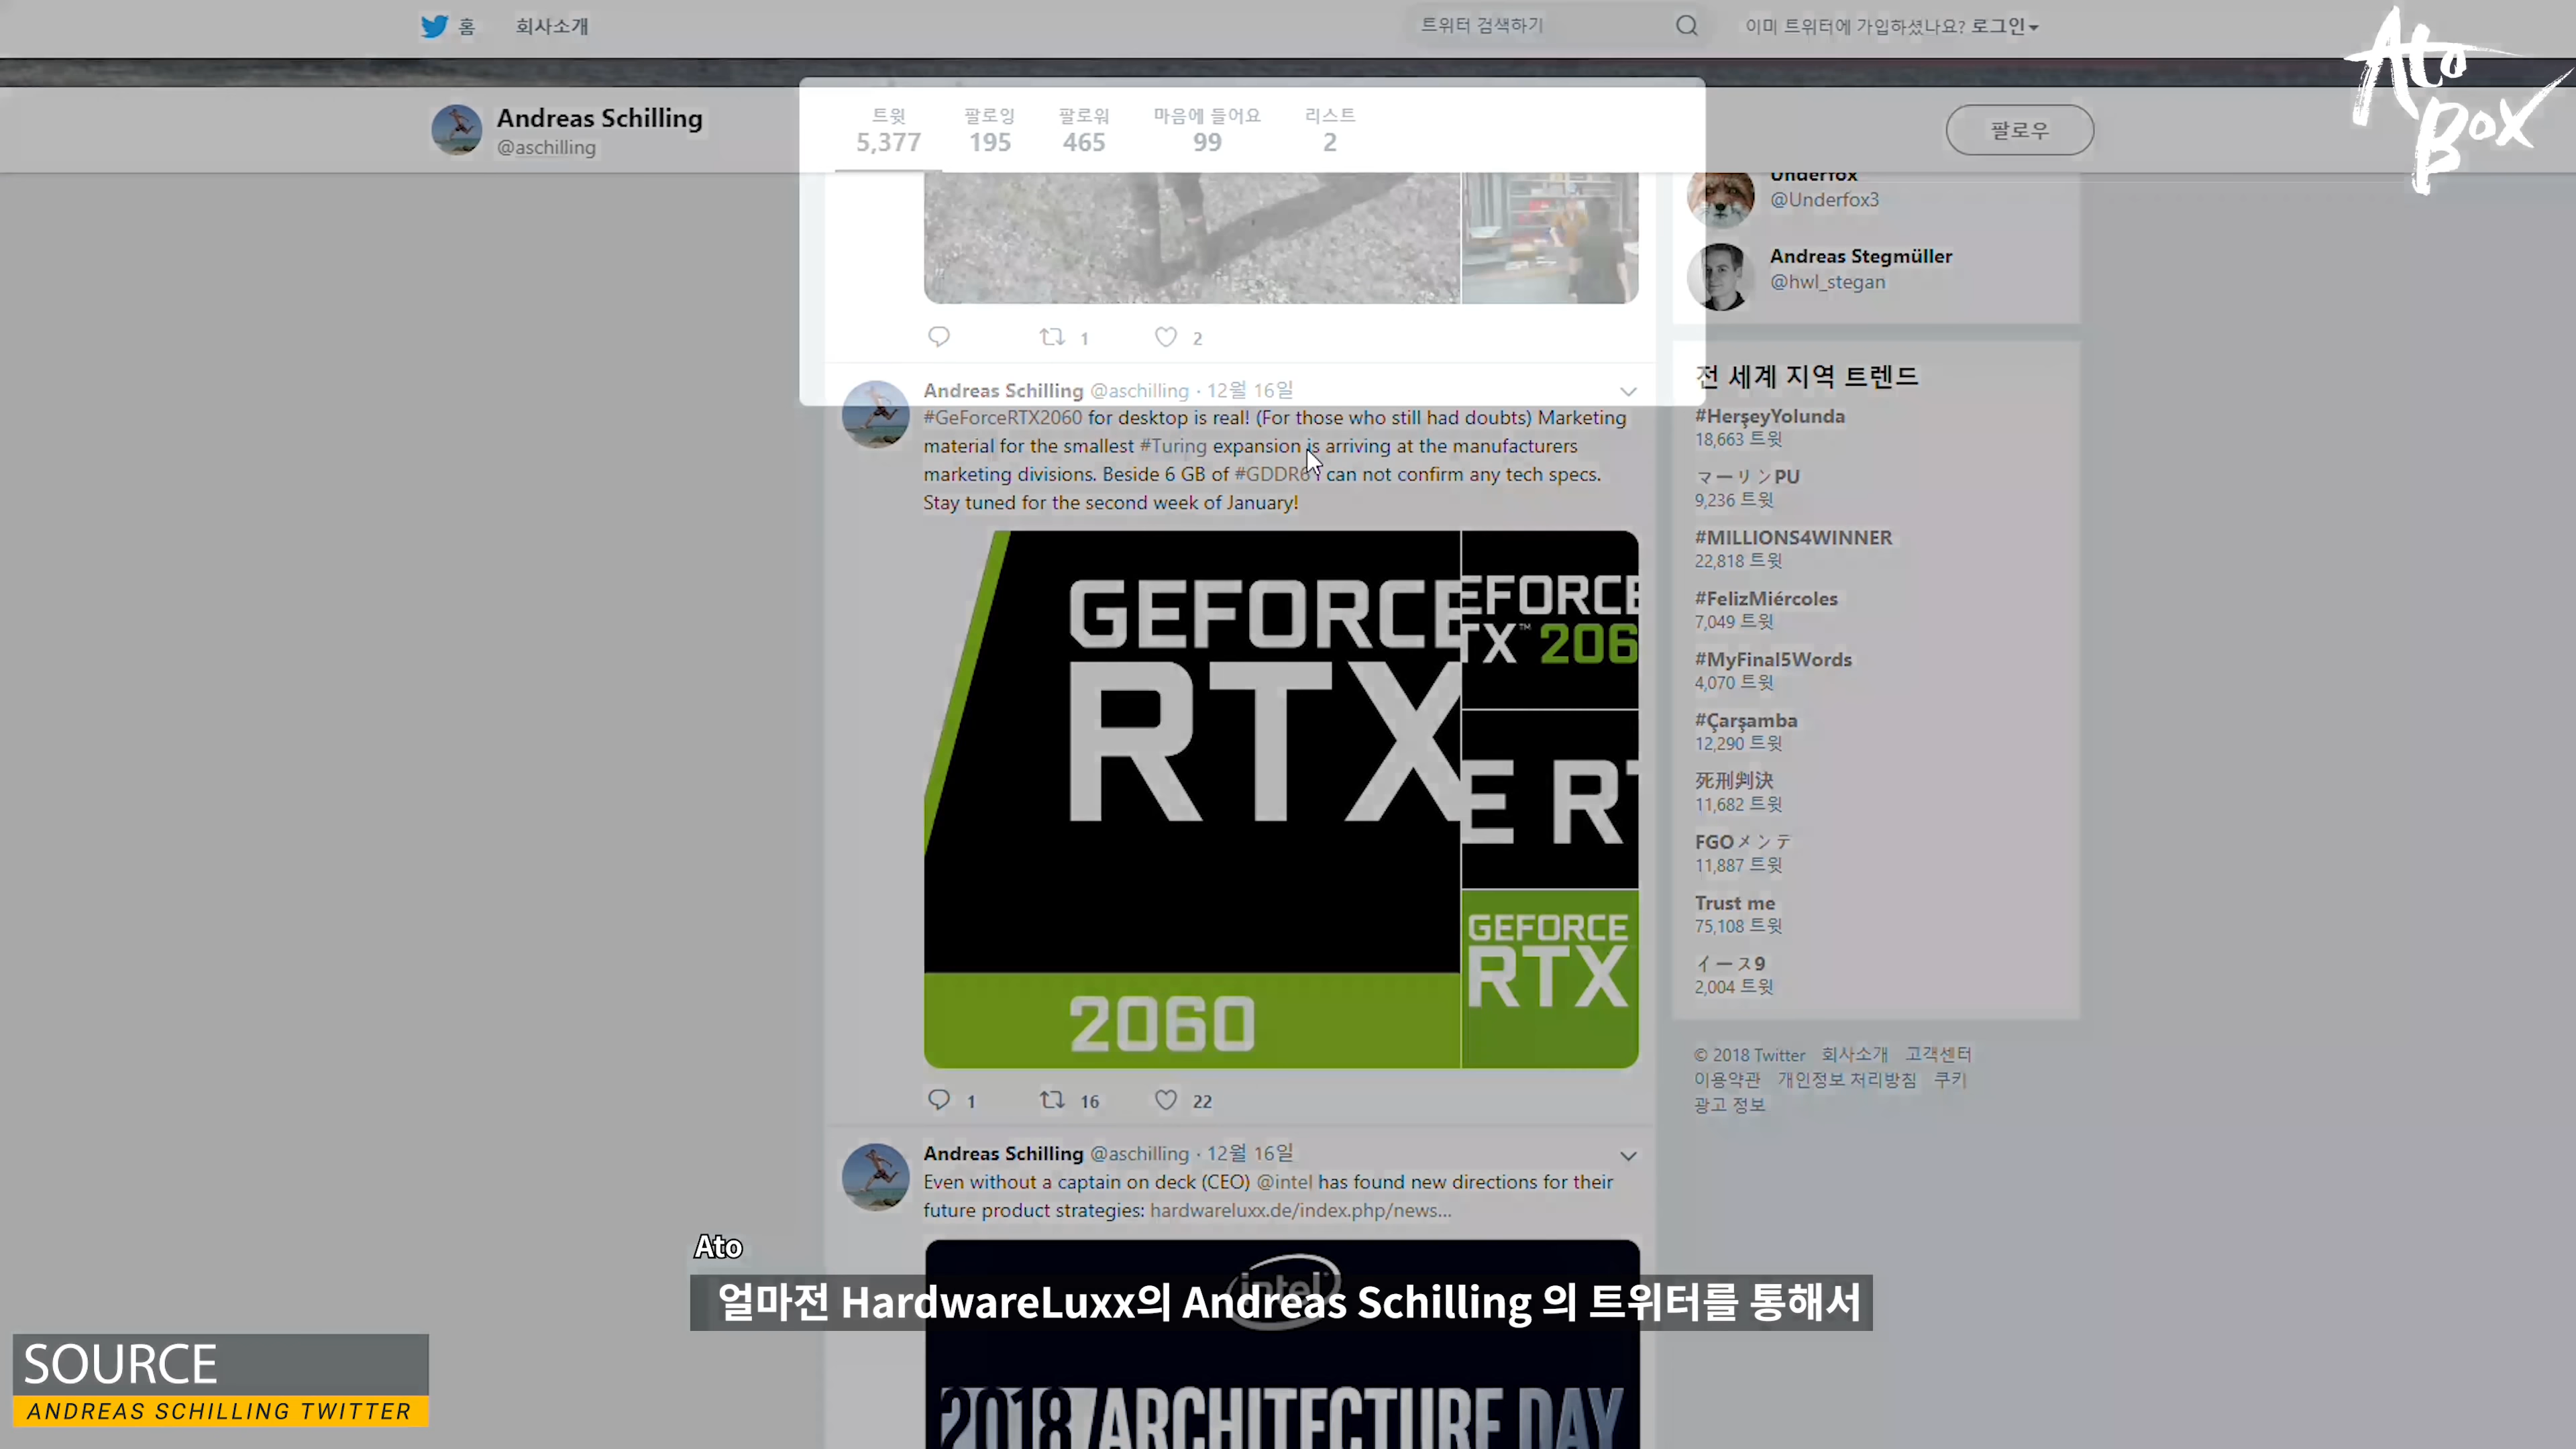 홈 회사소개 트위터 검색하기 이미 트위터에 가입하셨나요? 로그인
Ato Box
Andreas Schilling
@aschilling
트윗 팔로잉 팔로워 마음에 들어요 리스트
5,377 195 465 99 2
팔로우
Underfox
@Underfox3
Andreas Stegmüller
@hwl_stegan
1 2
Andreas Schilling @aschilling · 12월 16일
#GeForceRTX2060 for desktop is real! (For those who still had doubts) Marketing
material for the smallest #Turing expansion is arriving at the manufacturers
marketing divisions. Beside 6 GB of #GDDR6 I can not confirm any tech specs.
Stay tuned for the second week of January!
GEFORCE
RTX
2060
EFORCE
TX™ 206
E RT
GEFORCE
RTX
1 16 22
Andreas Schilling @aschilling · 12월 16일
Even without a captain on deck (CEO) @intel has found new directions for their
future product strategies: hardwareluxx.de/index.php/news...
intel
2018 ARCHITECTURE DAY
전 세계 지역 트렌드
#HerşeyYolunda
18,663 트윗
マーリンPU
9,236 트윗
#MILLIONS4WINNER
22,818 트윗
#FelizMiércoles
7,049 트윗
#MyFinal5Words
4,070 트윗
#Çarşamba
12,290 트윗
死刑判決
11,682 트윗
FGOメンテ
11,887 트윗
Trust me
75,108 트윗
イース9
2,004 트윗
© 2018 Twitter 회사소개 고객센터
이용약관 개인정보 처리방침 쿠키
광고 정보
Ato
얼마전 HardwareLuxx의 Andreas Schilling 의 트위터를 통해서
SOURCE
ANDREAS SCHILLING TWITTER